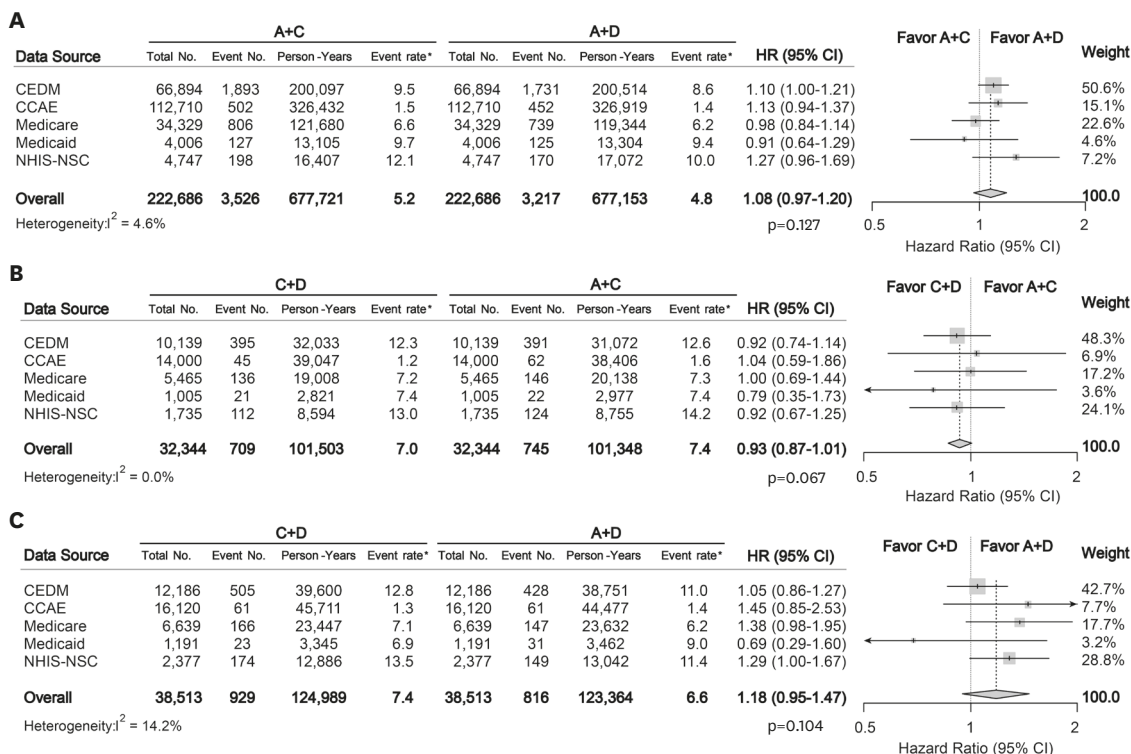 A
A+C A+D Favor A+C Favor A+D
Data Source Total No. Event No. Person-Years Event rate* Total No. Event No. Person-Years Event rate* HR (95% CI) Weight
CEDM 66,894 1,893 200,097 9.5 66,894 1,731 200,514 8.6 1.10 (1.00-1.21) 50.6%
CCAE 112,710 502 326,432 1.5 112,710 452 326,919 1.4 1.13 (0.94-1.37) 15.1%
Medicare 34,329 806 121,680 6.6 34,329 739 119,344 6.2 0.98 (0.84-1.14) 22.6%
Medicaid 4,006 127 13,105 9.7 4,006 125 13,304 9.4 0.91 (0.64-1.29) 4.6%
NHIS-NSC 4,747 198 16,407 12.1 4,747 170 17,072 10.0 1.27 (0.96-1.69) 7.2%
Overall 222,686 3,526 677,721 5.2 222,686 3,217 677,153 4.8 1.08 (0.97-1.20) 100.0
Heterogeneity:I² = 4.6% p=0.127 0.5 1 2
Hazard Ratio (95% CI)
B
C+D A+C Favor C+D Favor A+C
Data Source Total No. Event No. Person-Years Event rate* Total No. Event No. Person-Years Event rate* HR (95% CI) Weight
CEDM 10,139 395 32,033 12.3 10,139 391 31,072 12.6 0.92 (0.74-1.14) 48.3%
CCAE 14,000 45 39,047 1.2 14,000 62 38,406 1.6 1.04 (0.59-1.86) 6.9%
Medicare 5,465 136 19,008 7.2 5,465 146 20,138 7.3 1.00 (0.69-1.44) 17.2%
Medicaid 1,005 21 2,821 7.4 1,005 22 2,977 7.4 0.79 (0.35-1.73) 3.6%
NHIS-NSC 1,735 112 8,594 13.0 1,735 124 8,755 14.2 0.92 (0.67-1.25) 24.1%
Overall 32,344 709 101,503 7.0 32,344 745 101,348 7.4 0.93 (0.87-1.01) 100.0
Heterogeneity:I² = 0.0% p=0.067 0.5 1 2
Hazard Ratio (95% CI)
C
C+D A+D Favor C+D Favor A+D
Data Source Total No. Event No. Person-Years Event rate* Total No. Event No. Person-Years Event rate* HR (95% CI) Weight
CEDM 12,186 505 39,600 12.8 12,186 428 38,751 11.0 1.05 (0.86-1.27) 42.7%
CCAE 16,120 61 45,711 1.3 16,120 61 44,477 1.4 1.45 (0.85-2.53) 7.7%
Medicare 6,639 166 23,447 7.1 6,639 147 23,632 6.2 1.38 (0.98-1.95) 17.7%
Medicaid 1,191 23 3,345 6.9 1,191 31 3,462 9.0 0.69 (0.29-1.60) 3.2%
NHIS-NSC 2,377 174 12,886 13.5 2,377 149 13,042 11.4 1.29 (1.00-1.67) 28.8%
Overall 38,513 929 124,989 7.4 38,513 816 123,364 6.6 1.18 (0.95-1.47) 100.0
Heterogeneity:I² = 14.2% p=0.104 0.5 1 2
Hazard Ratio (95% CI)